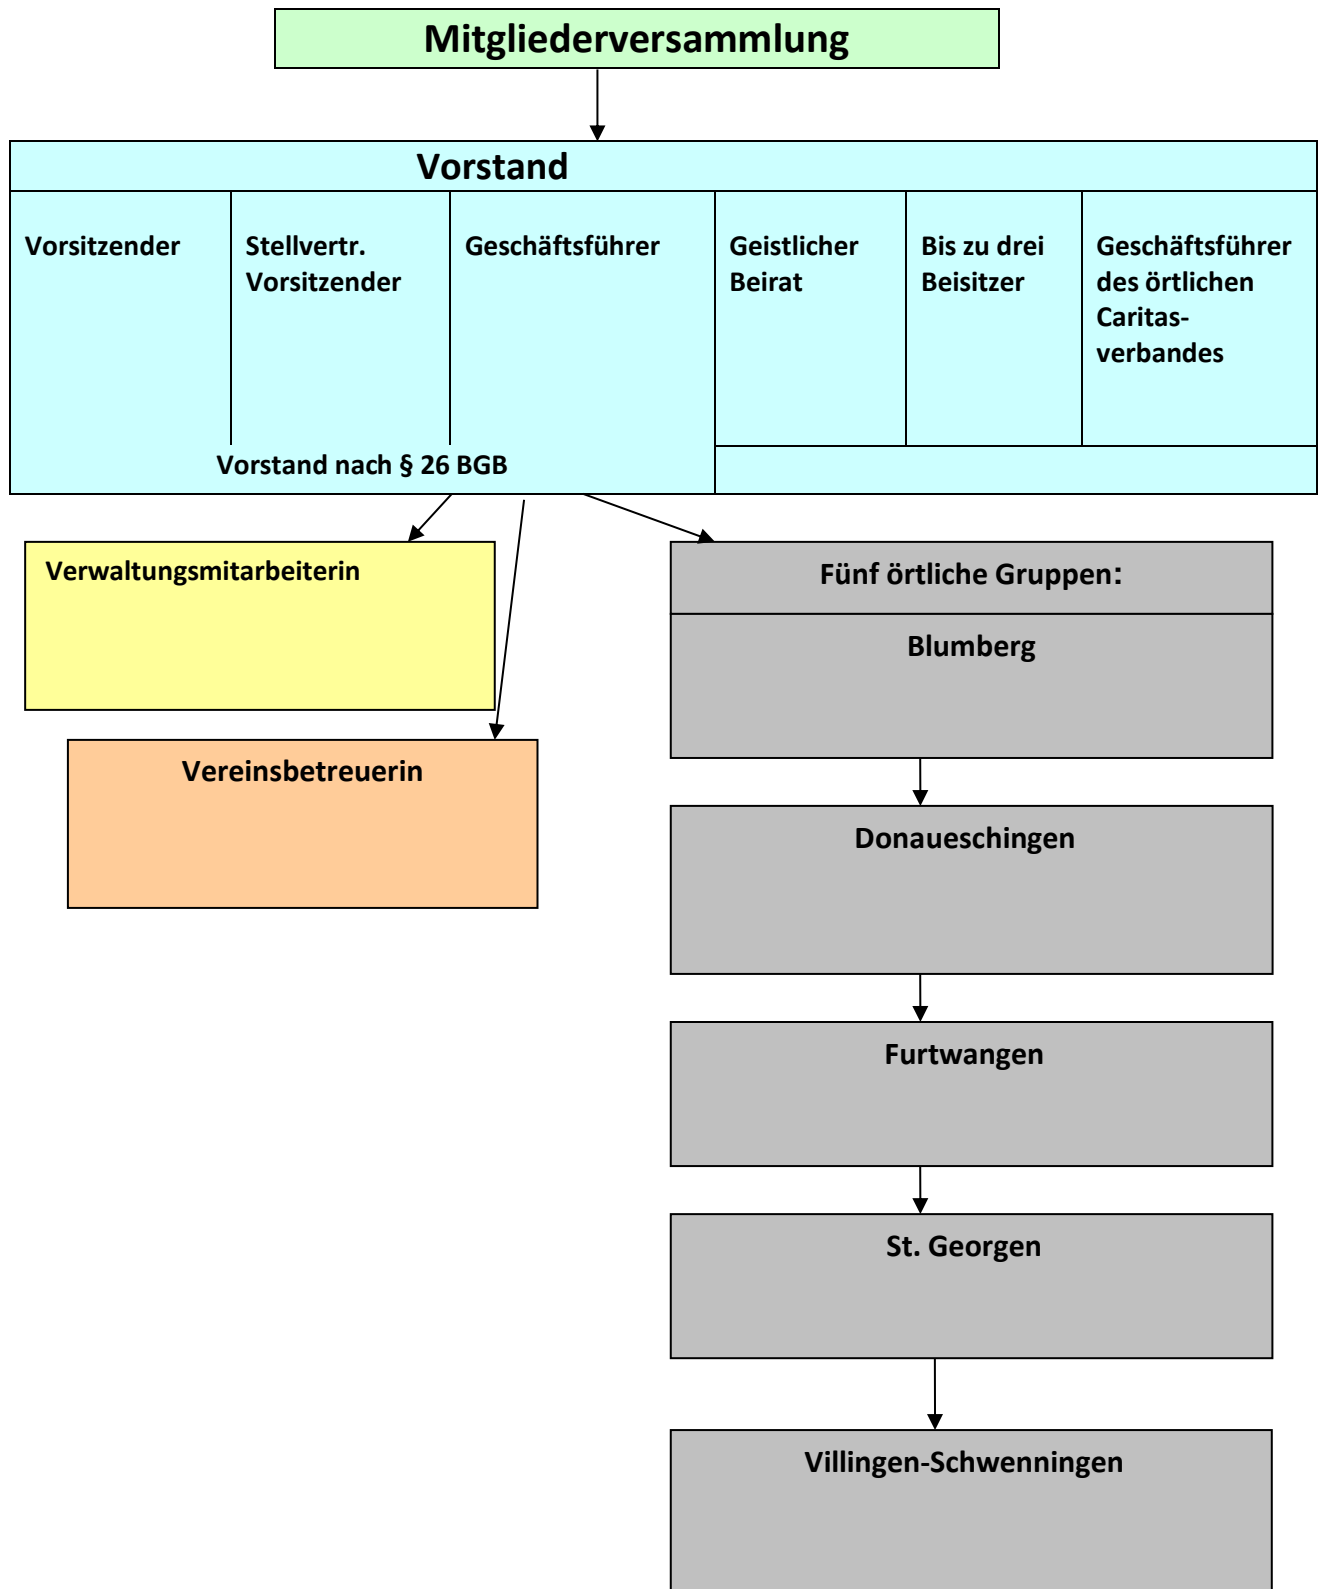 Mitgliederversammlung
Vorstand
Vorsitzender
Stellvertr.
Vorsitzender
Geschäftsführer
Geistlicher
Beirat
Bis zu drei
Beisitzer
Geschäftsführer
des örtlichen
Caritas-
verbandes
Vorstand nach § 26 BGB
Verwaltungsmitarbeiterin
Vereinsbetreuerin
Fünf örtliche Gruppen:
Blumberg
Donaueschingen
Furtwangen
St. Georgen
Villingen-Schwenningen